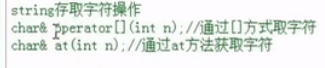 string存取字符操作
char& operator[](int n);//通过[]方式取字符
char& at(int n);//通过at方法获取字符